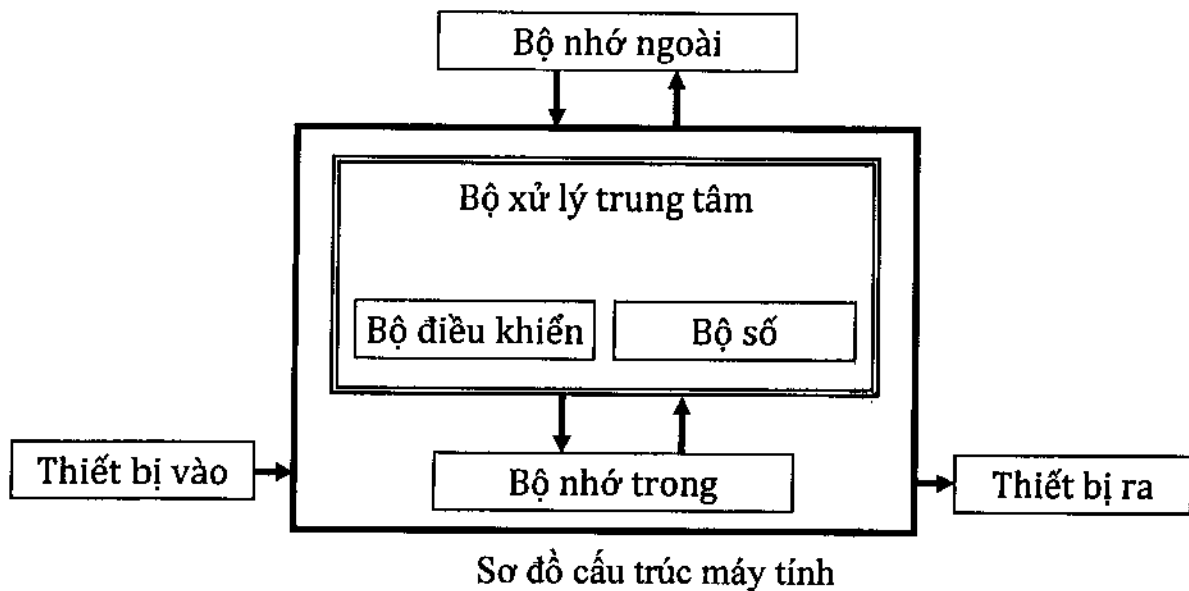 Bộ nhớ ngoài
Bộ xử lý trung tâm
Bộ điều khiển
Bộ số
Thiết bị vào
Bộ nhớ trong
Thiết bị ra
Sơ đồ cấu trúc máy tính